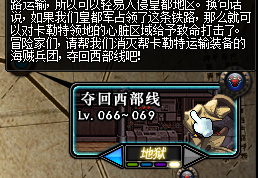 路运输，所以可以轻易入侵皇都地区。换句话
说，如果我们皇都军占领了这条铁路，那么就可
以对卡勒特领地的心脏区域给予致命打击了。
冒险家们，请帮我们消灭帮卡勒特运输装备的
海贼兵团，夺回西部线吧！
夺回西部线
Lv. 066~069
地狱